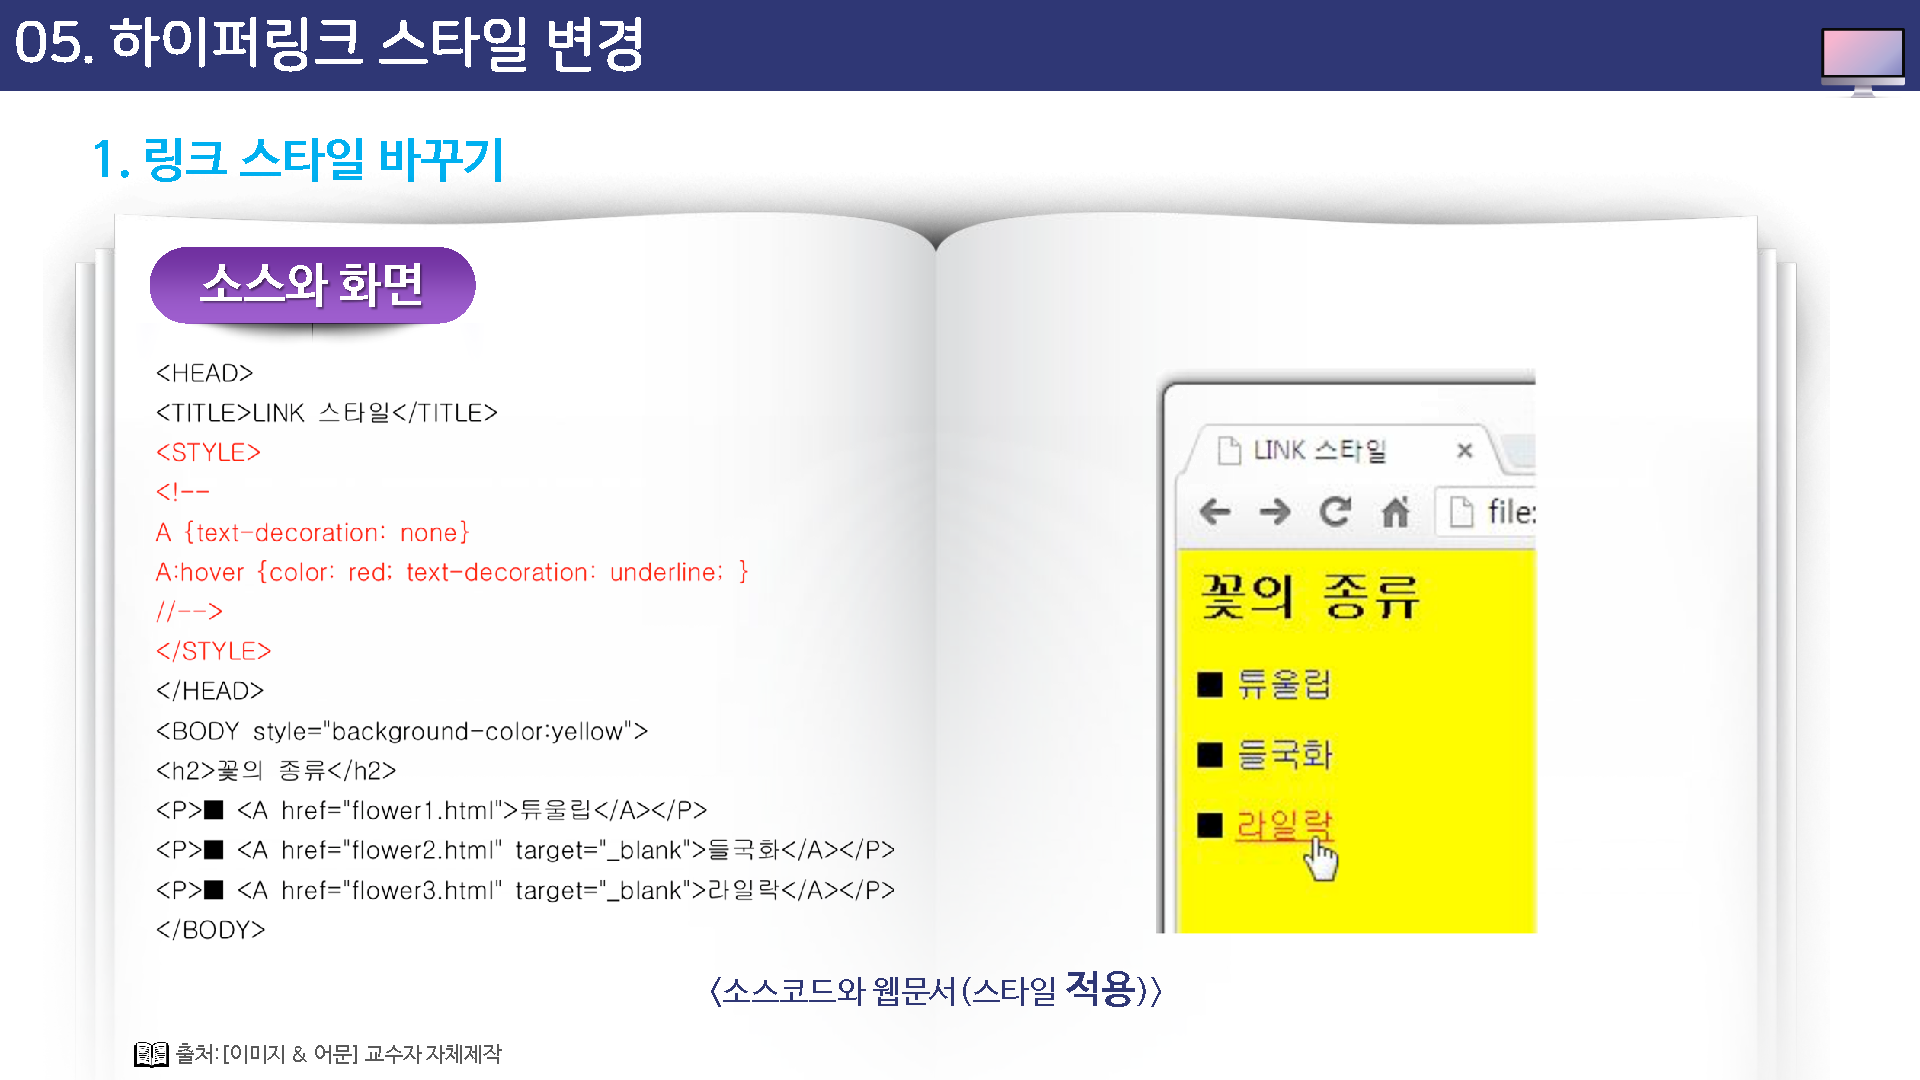 05. 하이퍼링크 스타일 변경
1. 링크 스타일 바꾸기
소스와 화면
<HEAD>
<TITLE>LINK 스타일</TITLE>
<STYLE>
<!--
A {text-decoration: none}
A:hover {color: red; text-decoration: underline; }
//-->
</STYLE>
</HEAD>
<BODY style="background-color:yellow">
<h2>꽃의 종류</h2>
<P>■ <A href="flower1.html">튜울립</A></P>
<P>■ <A href="flower2.html" target="_blank">들국화</A></P>
<P>■ <A href="flower3.html" target="_blank">라일락</A></P>
</BODY>
LINK 스타일 ×
file:
꽃의 종류
■ 튜울립
■ 들국화
■ 라일락
<소스코드와 웹문서(스타일 적용)>
출처: [이미지 & 어문] 교수자 자체제작